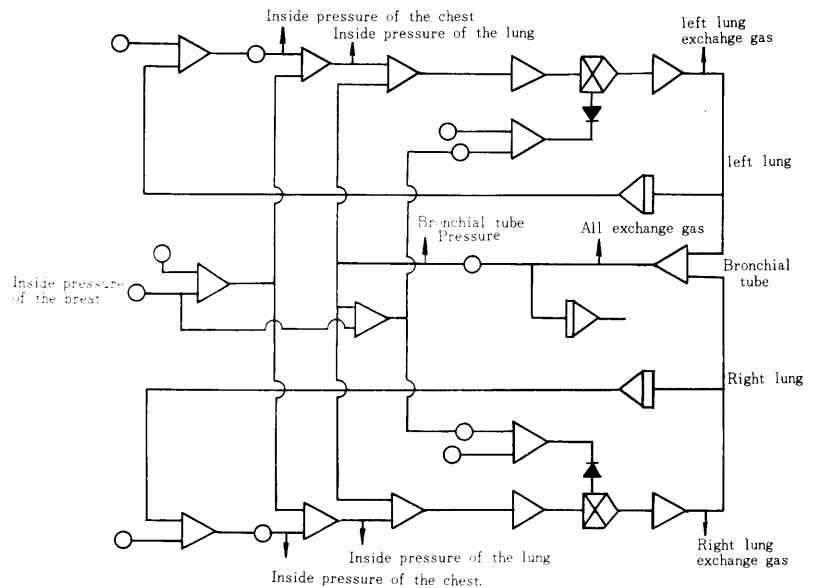 Inside pressure of the chest
Inside pressure of the lung
left lung
exchahge gas
left lung
Bronchial tube
Pressure
All exchange gas
Bronchial
tube
Inside pressure
of the breat
Right lung
Inside pressure of the lung
Inside pressure of the chest.
Right lung
exchange gas